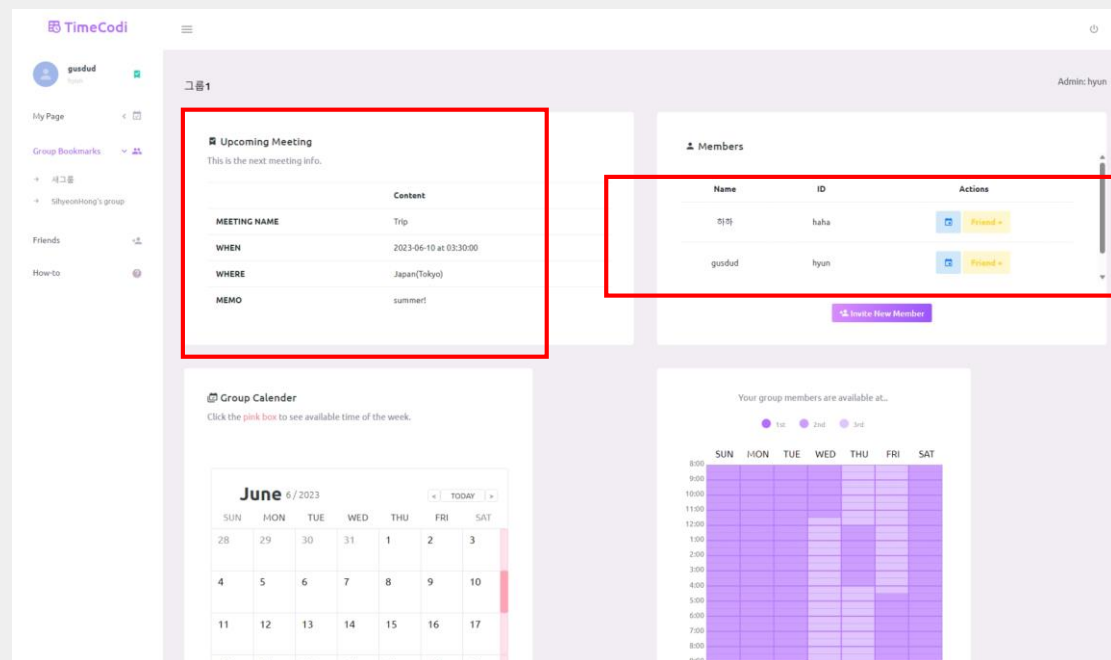 TimeCodi
gusdud
hyun
My Page
Group Bookmarks
새그룹
SihyeonHong's group
Friends
How-to
그룹1
Admin: hyun
Upcoming Meeting
This is the next meeting info.
Content
MEETING NAME Trip
WHEN 2023-06-10 at 03:30:00
WHERE Japan(Tokyo)
MEMO summer!
Members
Name ID Actions
하하 haha Friend +
gusdud hyun Friend +
Invite New Member
Group Calender
Click the pink box to see available time of the week.
June 6 / 2023
< TODAY >
SUN MON TUE WED THU FRI SAT
28 29 30 31 1 2 3
4 5 6 7 8 9 10
11 12 13 14 15 16 17
Your group members are available at..
1st 2nd 3rd
SUN MON TUE WED THU FRI SAT
8:00
9:00
10:00
11:00
12:00
1:00
2:00
3:00
4:00
5:00
6:00
7:00
8:00